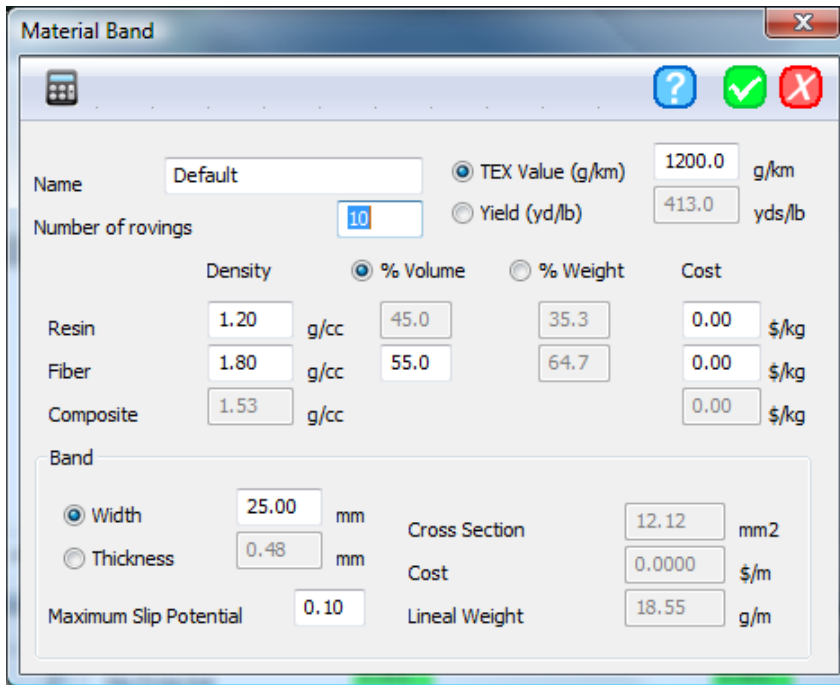 Material Band
Name Default TEX Value (g/km) 1200.0 g/km
Number of rovings 10 Yield (yd/lb) 413.0 yds/lb
Density % Volume % Weight Cost
Resin 1.20 g/cc 45.0 35.3 0.00 $/kg
Fiber 1.80 g/cc 55.0 64.7 0.00 $/kg
Composite 1.53 g/cc 0.00 $/kg
Band
Width 25.00 mm Cross Section 12.12 mm2
Thickness 0.48 mm Cost 0.0000 $/m
Maximum Slip Potential 0.10 Lineal Weight 18.55 g/m